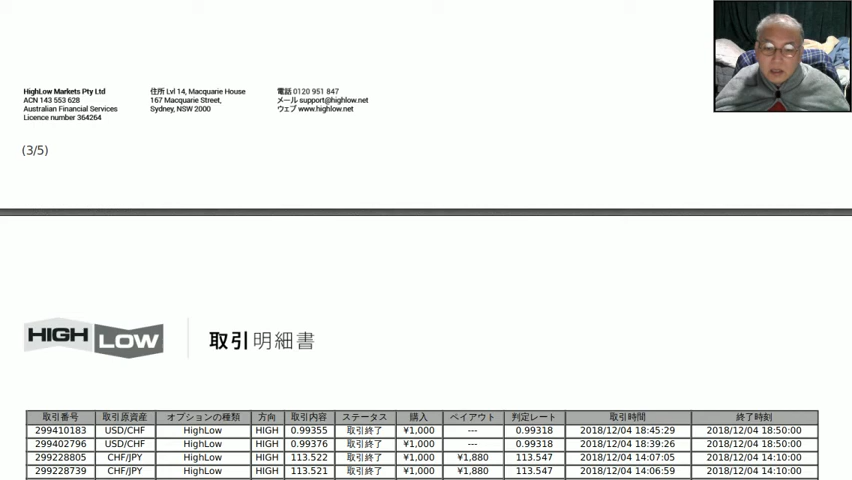 HighLow Markets Pty Ltd
ACN 143 553 628
Australian Financial Services
Licence number 364264
住所 Lvl 14, Macquarie House
167 Macquarie Street,
Sydney, NSW 2000
電話 0120 951 847
メール support@highlow.net
ウェブ www.highlow.net
(3/5)
HIGH LOW 取引明細書
取引番号 取引原資産 オプションの種類 方向 取引内容 ステータス 購入 ペイアウト 判定レート 取引時間 終了時刻
299410183 USD/CHF HighLow HIGH 0.99355 取引終了 ¥1,000 --- 0.99318 2018/12/04 18:45:29 2018/12/04 18:50:00
299402796 USD/CHF HighLow HIGH 0.99376 取引終了 ¥1,000 --- 0.99318 2018/12/04 18:39:26 2018/12/04 18:50:00
299228805 CHF/JPY HighLow HIGH 113.522 取引終了 ¥1,000 ¥1,880 113.547 2018/12/04 14:07:05 2018/12/04 14:10:00
299228739 CHF/JPY HighLow HIGH 113.521 取引終了 ¥1,000 ¥1,880 113.547 2018/12/04 14:06:59 2018/12/04 14:10:00